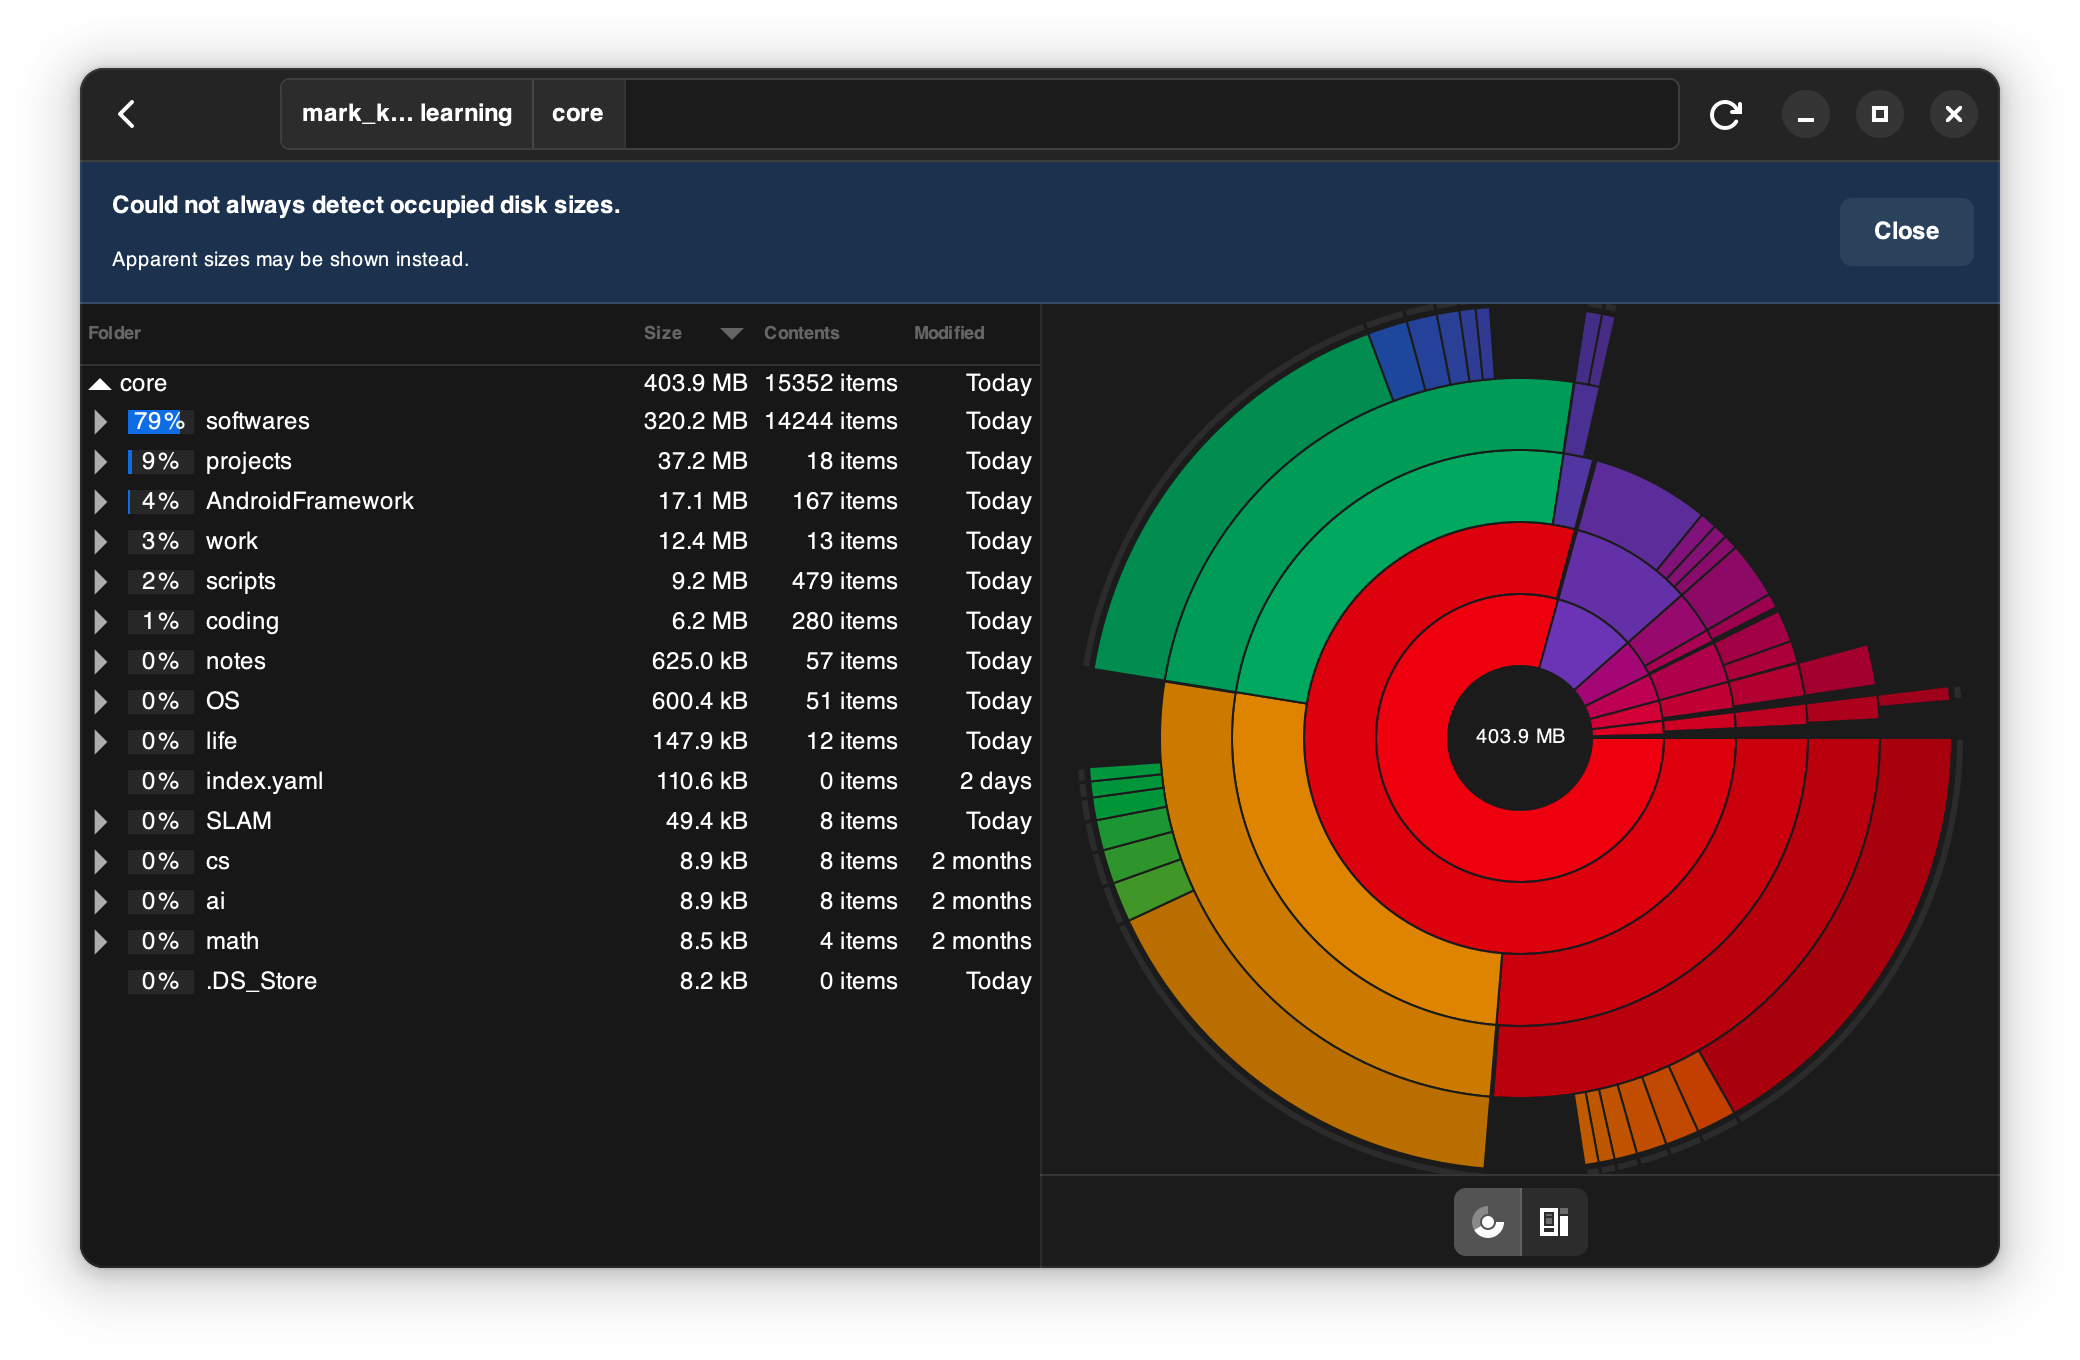 mark_k... learning core
Could not always detect occupied disk sizes.
Close
Apparent sizes may be shown instead.
Folder Size Contents Modified
core 403.9 MB 15352 items Today
79% softwares 320.2 MB 14244 items Today
9% projects 37.2 MB 18 items Today
4% AndroidFramework 17.1 MB 167 items Today
3% work 12.4 MB 13 items Today
2% scripts 9.2 MB 479 items Today
1% coding 6.2 MB 280 items Today
0% notes 625.0 kB 57 items Today
0% OS 600.4 kB 51 items Today
0% life 147.9 kB 12 items Today
0% index.yaml 110.6 kB 0 items 2 days
0% SLAM 49.4 kB 8 items Today
0% cs 8.9 kB 8 items 2 months
0% ai 8.9 kB 8 items 2 months
0% math 8.5 kB 4 items 2 months
0% .DS_Store 8.2 kB 0 items Today
403.9 MB